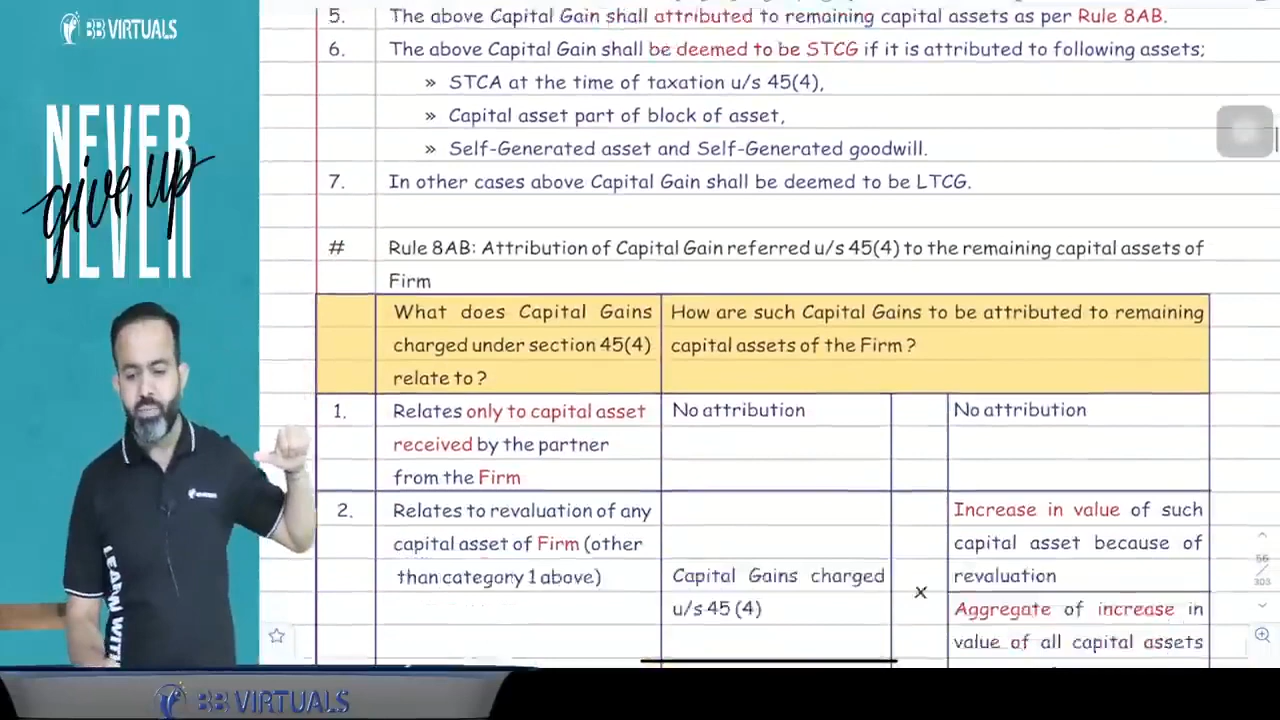 BB VIRTUALS
NEVER
give up
NEVER
LEARN WITH
5. The above Capital Gain shall attributed to remaining capital assets as per Rule 8AB.
6. The above Capital Gain shall be deemed to be STCG if it is attributed to following assets;
» STCA at the time of taxation u/s 45(4),
» Capital asset part of block of asset,
» Self-Generated asset and Self-Generated goodwill.
7. In other cases above Capital Gain shall be deemed to be LTCG.
# Rule 8AB: Attribution of Capital Gain referred u/s 45(4) to the remaining capital assets of
Firm
What does Capital Gains
charged under section 45(4)
relate to?
How are such Capital Gains to be attributed to remaining
capital assets of the Firm?
1. Relates only to capital asset
received by the partner
from the Firm
No attribution
×
No attribution
2. Relates to revaluation of any
capital asset of Firm (other
than category 1 above)
Capital Gains charged
u/s 45 (4)
×
Increase in value of such
capital asset because of
revaluation
Aggregate of increase in
value of all capital assets
56
303
BB VIRTUALS